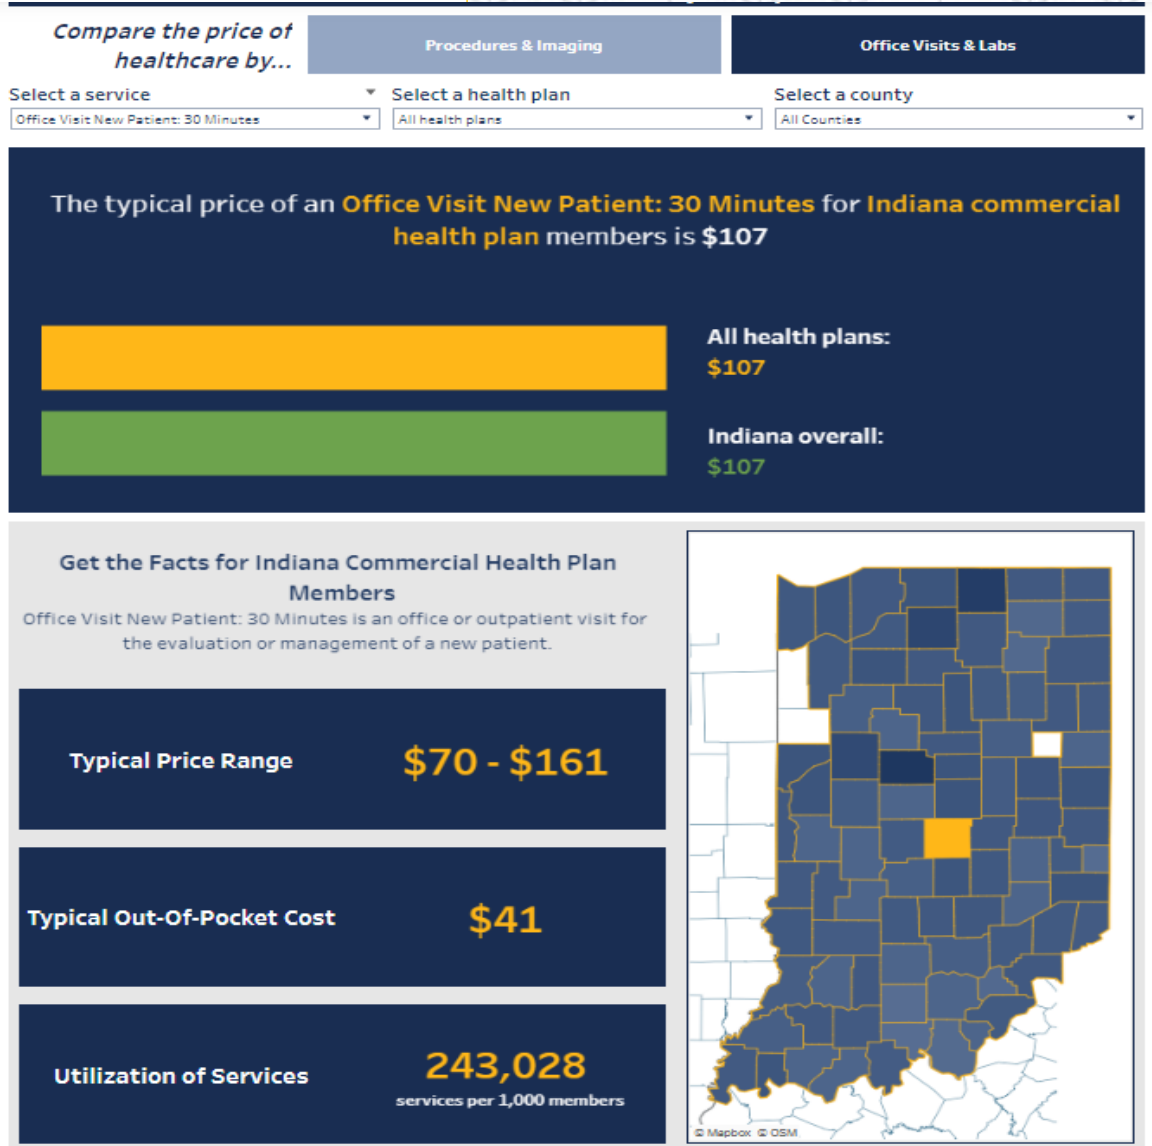 Compare the price of
healthcare by...
Procedures & Imaging
Office Visits & Labs
Select a service
Select a health plan
Select a county
Office Visit New Patient: 30 Minutes
All health plans
All Counties
The typical price of an Office Visit New Patient: 30 Minutes for Indiana commercial
health plan members is $107
All health plans:
$107
Indiana overall:
$107
Get the Facts for Indiana Commercial Health Plan
Members
Office Visit New Patient: 30 Minutes is an office or outpatient visit for
the evaluation or management of a new patient.
Typical Price Range
$70 - $161
Typical Out-Of-Pocket Cost
$41
Utilization of Services
243,028
services per 1,000 members
© Mapbox © OSM